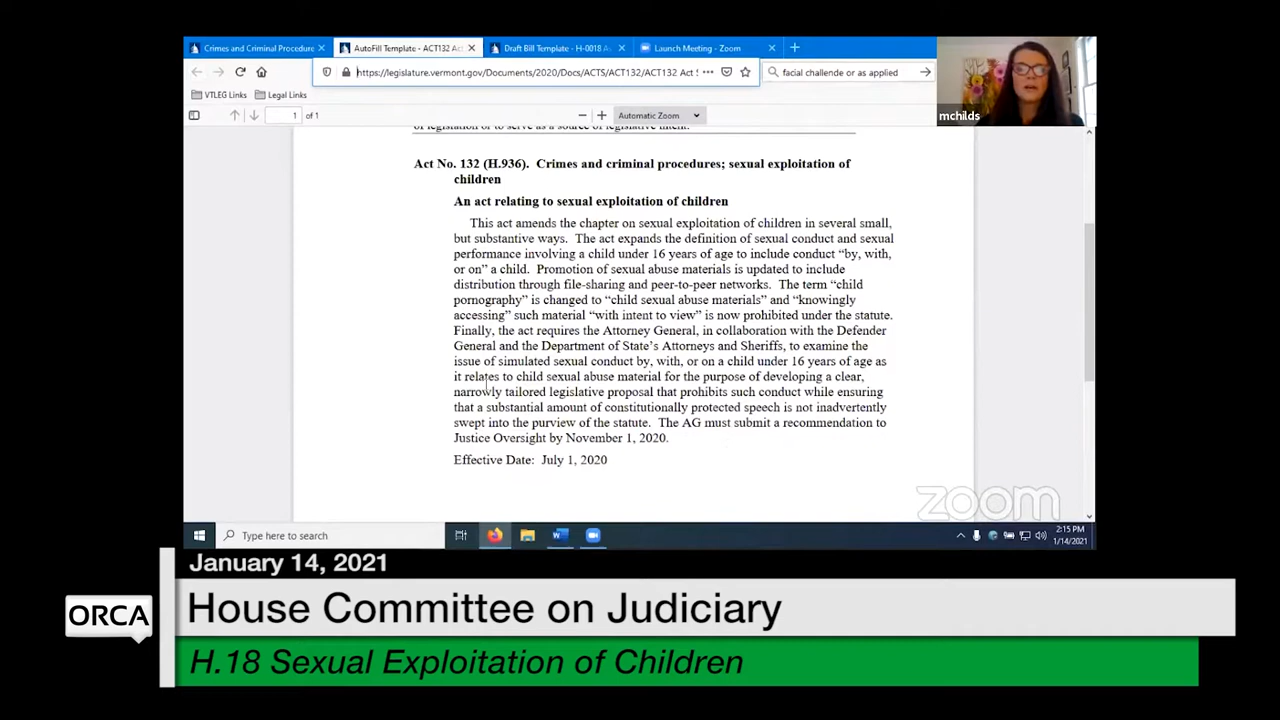 Crimes and Criminal Procedure
AutoFill Template - ACT132 Ac
Draft Bill Template - H-0018 A
Launch Meeting - Zoom
https://legislature.vermont.gov/Documents/2020/Docs/ACTS/ACT132/ACT132 Act
facial challende or as applied
VTLEG Links
Legal Links
1 of 1
Automatic Zoom
mchilds
of legislation or to serve as a source of legislative intent.
Act No. 132 (H.936). Crimes and criminal procedures; sexual exploitation of
children
An act relating to sexual exploitation of children
This act amends the chapter on sexual exploitation of children in several small,
but substantive ways. The act expands the definition of sexual conduct and sexual
performance involving a child under 16 years of age to include conduct “by, with,
or on” a child. Promotion of sexual abuse materials is updated to include
distribution through file-sharing and peer-to-peer networks. The term “child
pornography” is changed to “child sexual abuse materials” and “knowingly
accessing” such material “with intent to view” is now prohibited under the statute.
Finally, the act requires the Attorney General, in collaboration with the Defender
General and the Department of State’s Attorneys and Sheriffs, to examine the
issue of simulated sexual conduct by, with, or on a child under 16 years of age as
it relates to child sexual abuse material for the purpose of developing a clear,
narrowly tailored legislative proposal that prohibits such conduct while ensuring
that a substantial amount of constitutionally protected speech is not inadvertently
swept into the purview of the statute. The AG must submit a recommendation to
Justice Oversight by November 1, 2020.
Effective Date: July 1, 2020
zoom
Type here to search
2:15 PM
1/14/2021
January 14, 2021
ORCA
House Committee on Judiciary
H.18 Sexual Exploitation of Children